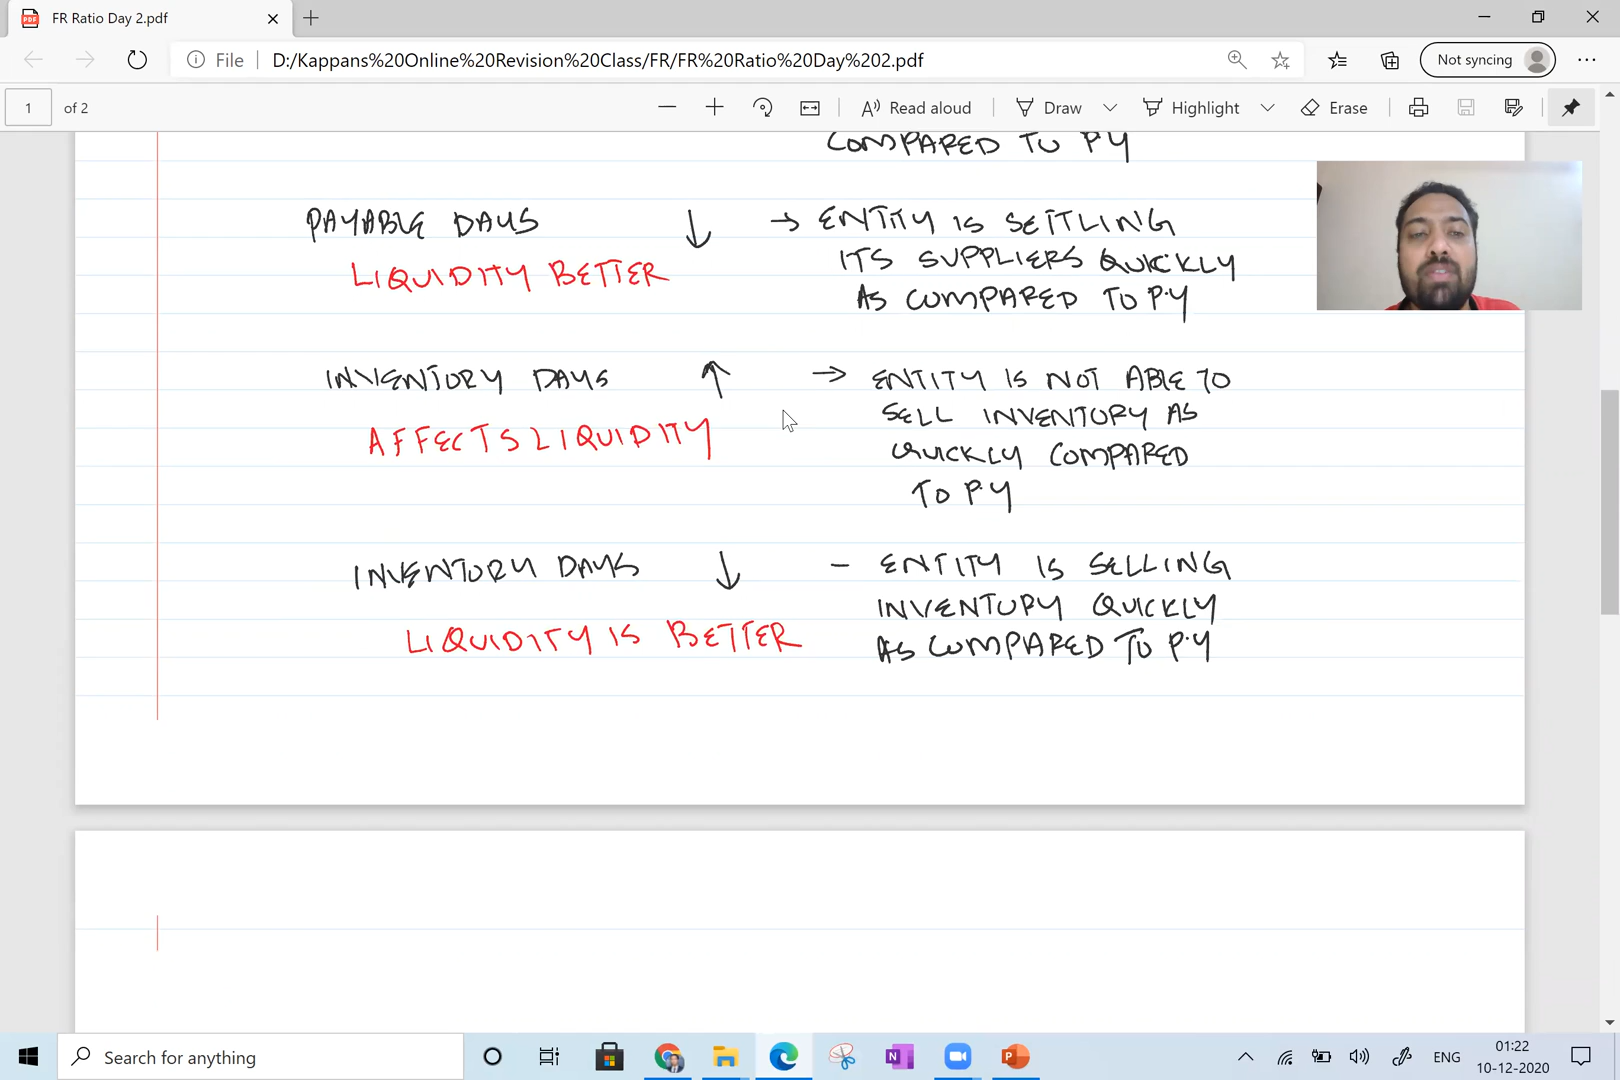 FR Ratio Day 2.pdf
File D:/Kappans%20Online%20Revision%20Class/FR/FR%20Ratio%20Day%202.pdf Not syncing
1 of 2 Read aloud Draw Highlight Erase
COMPARED TO P.Y
PAYABLE DAYS ↓ → ENTITY IS SETTLING
LIQUIDITY BETTER ITS SUPPLIERS QUICKLY
AS COMPARED TO P.Y
INVENTORY DAYS ↑ → ENTITY IS NOT ABLE TO
SELL INVENTORY AS
AFFECTS LIQUIDITY QUICKLY COMPARED
TO P.Y
INVENTORY DAYS ↓ – ENTITY IS SELLING
INVENTORY QUICKLY
LIQUIDITY IS BETTER AS COMPARED TO P.Y
Search for anything
ENG
01:22
10-12-2020